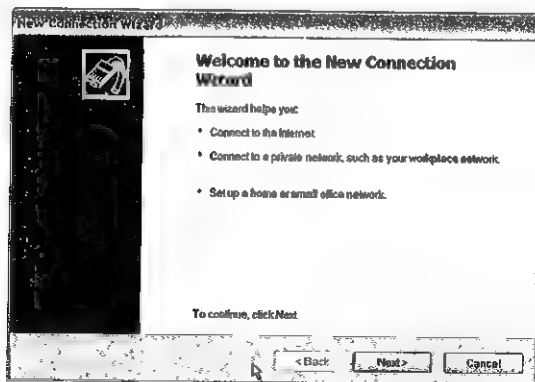 New Connection Wizard
Welcome to the New Connection
Wizard
This wizard helps you:
• Connect to the Internet.
• Connect to a private network, such as your workplace network.
• Set up a home or small office network.
To continue, click Next.
< Back
Next >
Cancel